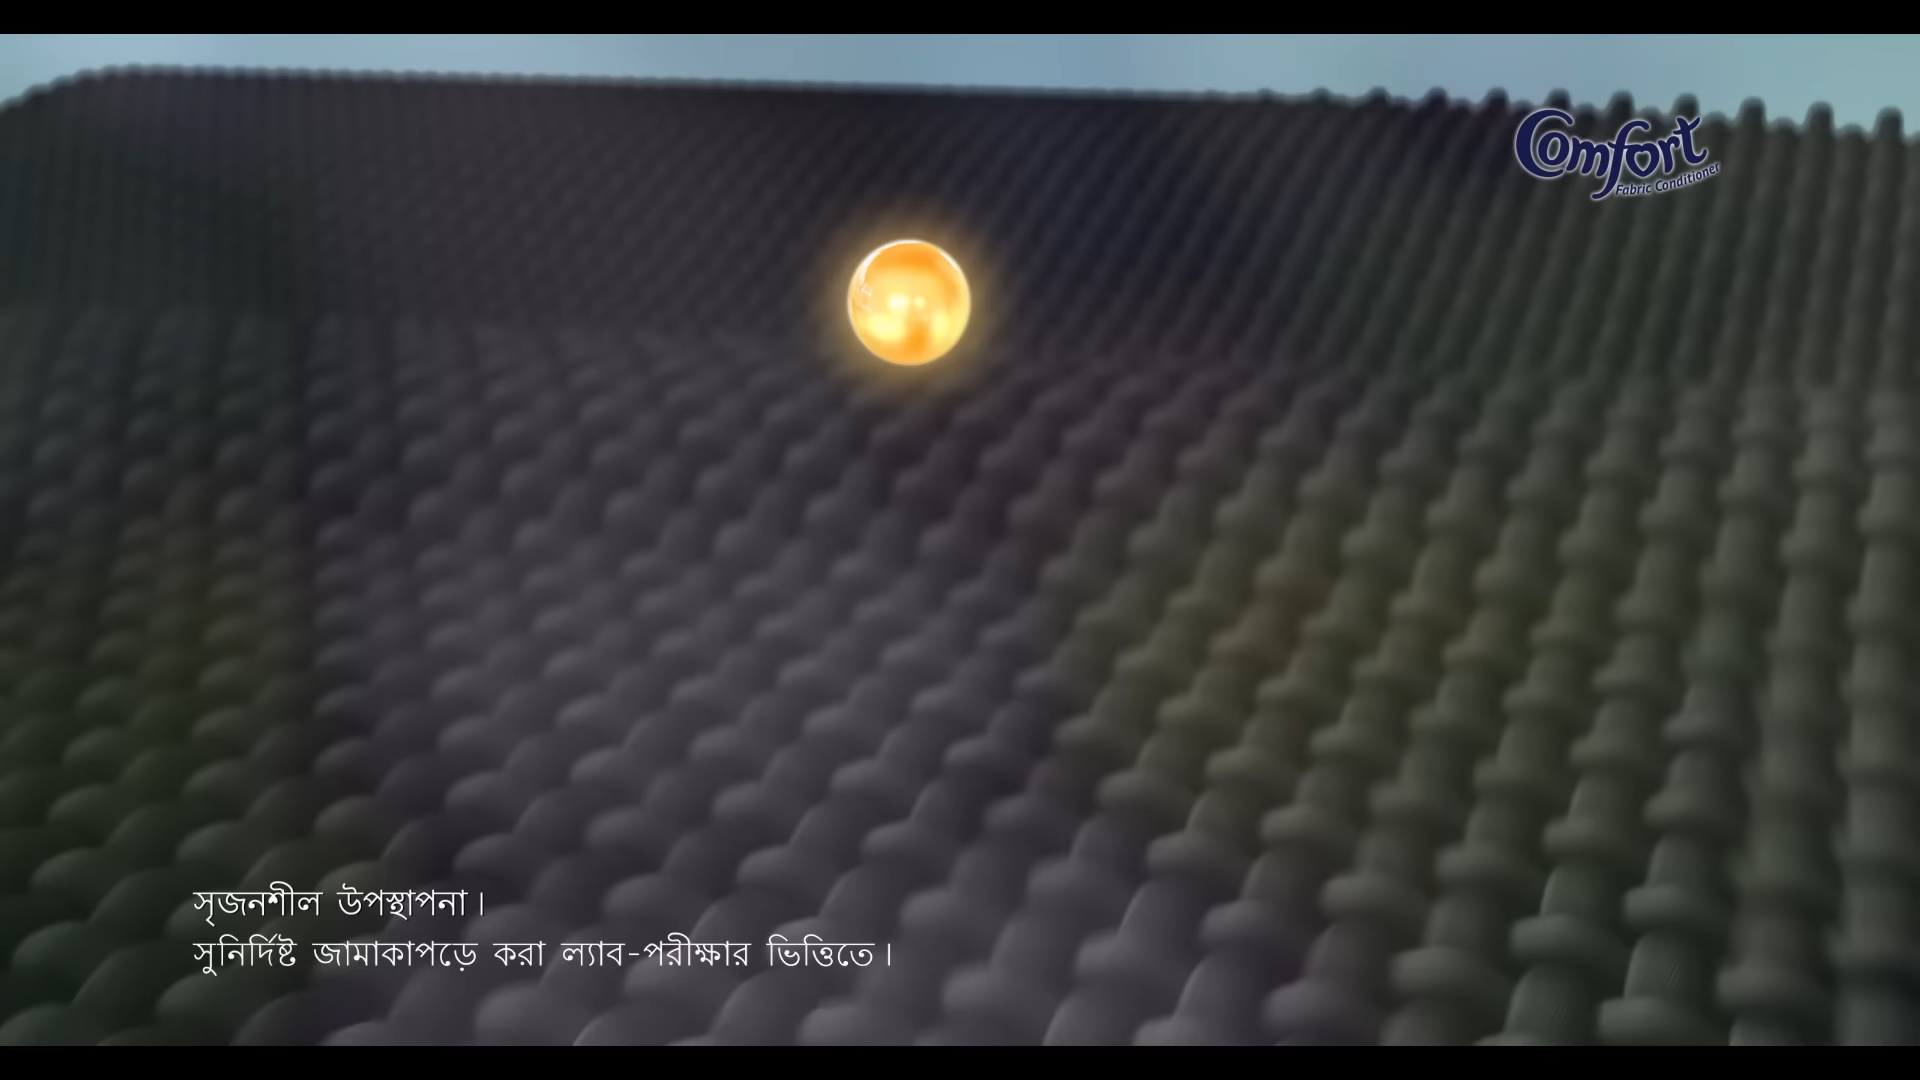 Comfort
Fabric Conditioner
সৃজনশীল উপস্থাপনা।
সুনির্দিষ্ট জামাকাপড়ে করা ল্যাব-পরীক্ষার ভিত্তিতে।